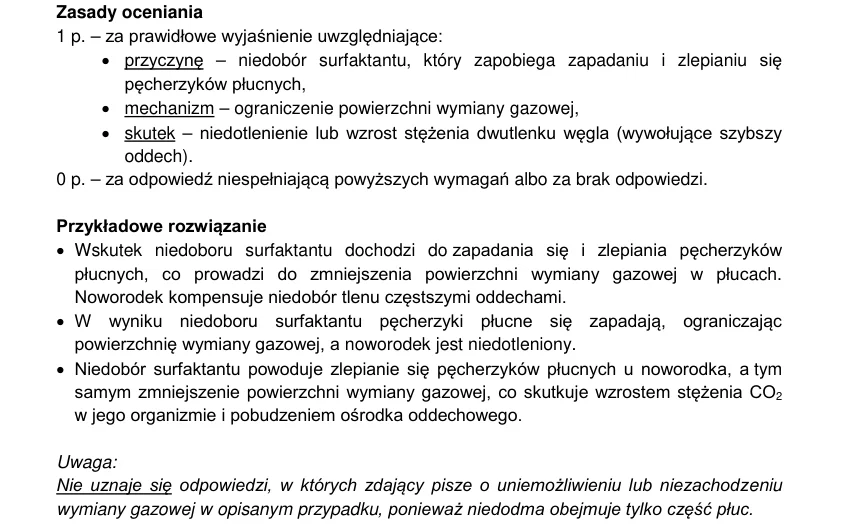 Zasady oceniania
1 p. – za prawidłowe wyjaśnienie uwzględniające:
• przyczynę – niedobór surfaktantu, który zapobiega zapadaniu i zlepianiu się
pęcherzyków płucnych,
• mechanizm – ograniczenie powierzchni wymiany gazowej,
• skutek – niedotlenienie lub wzrost stężenia dwutlenku węgla (wywołujące szybszy
oddech).
0 p. – za odpowiedź niespełniającą powyższych wymagań albo za brak odpowiedzi.
Przykładowe rozwiązanie
• Wskutek niedoboru surfaktantu dochodzi do zapadania się i zlepiania pęcherzyków
płucnych, co prowadzi do zmniejszenia powierzchni wymiany gazowej w płucach.
Noworodek kompensuje niedobór tlenu częstszymi oddechami.
• W wyniku niedoboru surfaktantu pęcherzyki płucne się zapadają, ograniczając
powierzchnię wymiany gazowej, a noworodek jest niedotleniony.
• Niedobór surfaktantu powoduje zlepianie się pęcherzyków płucnych u noworodka, a tym
samym zmniejszenie powierzchni wymiany gazowej, co skutkuje wzrostem stężenia CO₂
w jego organizmie i pobudzeniem ośrodka oddechowego.
Uwaga:
Nie uznaje się odpowiedzi, w których zdający pisze o uniemożliwieniu lub niezachodzeniu
wymiany gazowej w opisanym przypadku, ponieważ niedodma obejmuje tylko część płuc.